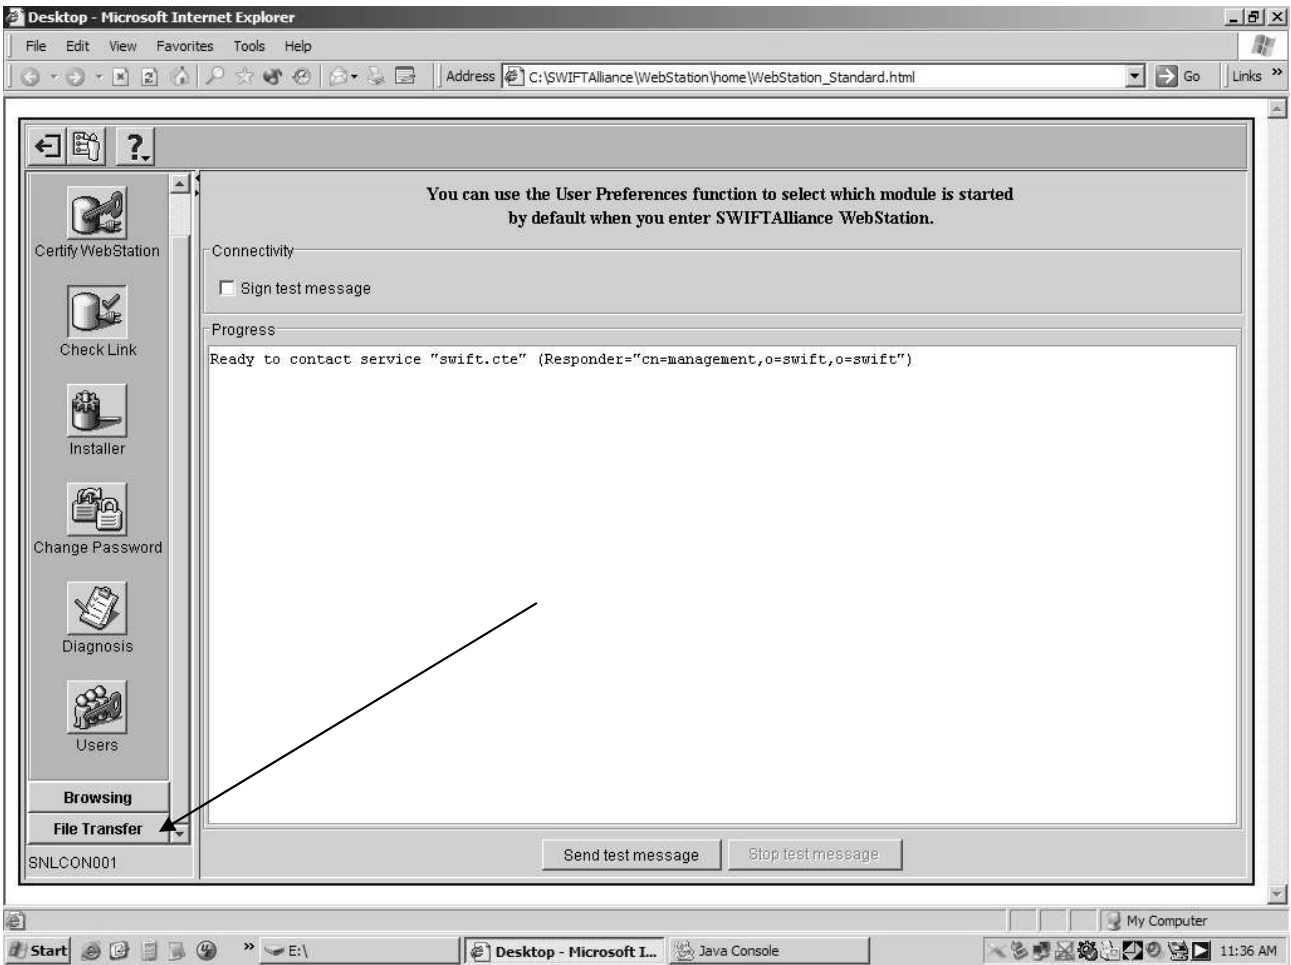 Desktop - Microsoft Internet Explorer
File Edit View Favorites Tools Help
Address C:\SWIFTAlliance\WebStation\home\WebStation_Standard.html Go Links »
?
You can use the User Preferences function to select which module is started
by default when you enter SWIFTAlliance WebStation.
Certify WebStation
Check Link
Installer
Change Password
Diagnosis
Users
Browsing
File Transfer
SNLCON001
Connectivity
Sign test message
Progress
Ready to contact service "swift.cte" (Responder="cn=management,o=swift,o=swift")
Send test message Stop test message
My Computer
Start » E:\ Desktop - Microsoft I... Java Console 11:36 AM